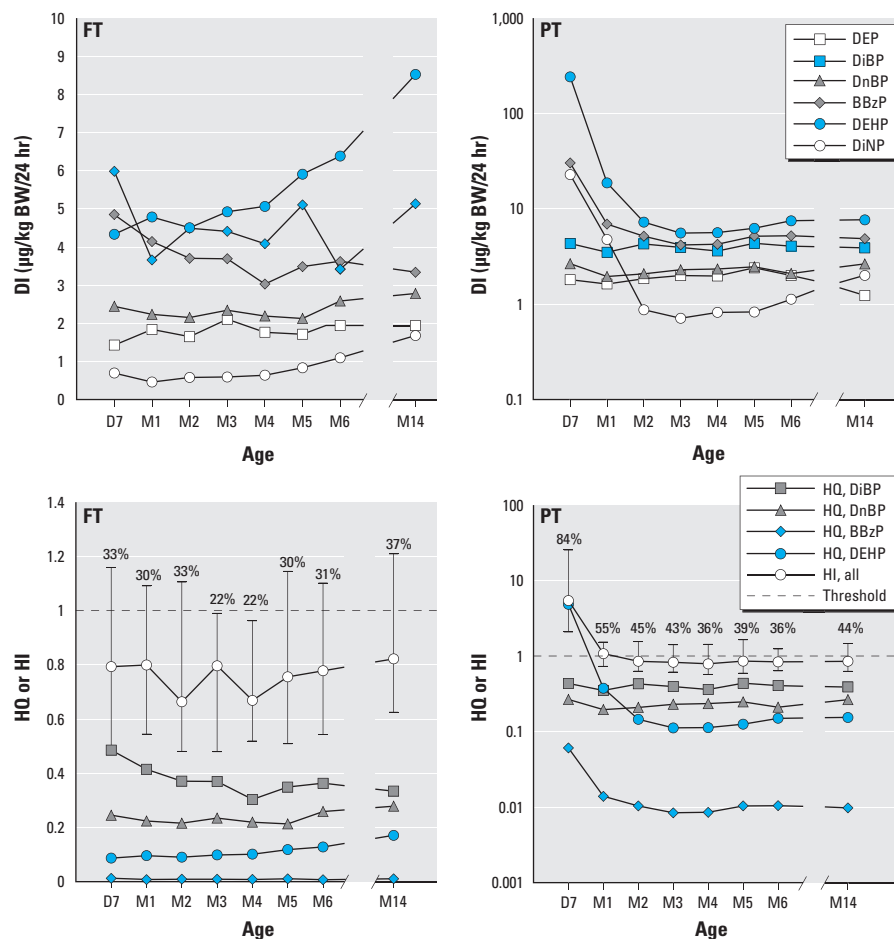 FT
10
9
8
7
6
5
4
3
2
1
0
DI (µg/kg BW/24 hr)
D7 M1 M2 M3 M4 M5 M6 M14
Age
PT
1,000
100
10
1
0.1
DI (µg/kg BW/24 hr)
DEP
DiBP
DnBP
BBzP
DEHP
DiNP
D7 M1 M2 M3 M4 M5 M6 M14
Age
FT
1.4
1.2
1
0.8
0.6
0.4
0.2
0
HQ or HI
33% 30% 33% 22% 22% 30% 31% 37%
D7 M1 M2 M3 M4 M5 M6 M14
Age
PT
100
10
1
0.1
0.01
0.001
HQ or HI
HQ, DiBP
HQ, DnBP
HQ, BBzP
HQ, DEHP
HI, all
Threshold
84% 55% 45% 43% 36% 39% 36% 44%
D7 M1 M2 M3 M4 M5 M6 M14
Age